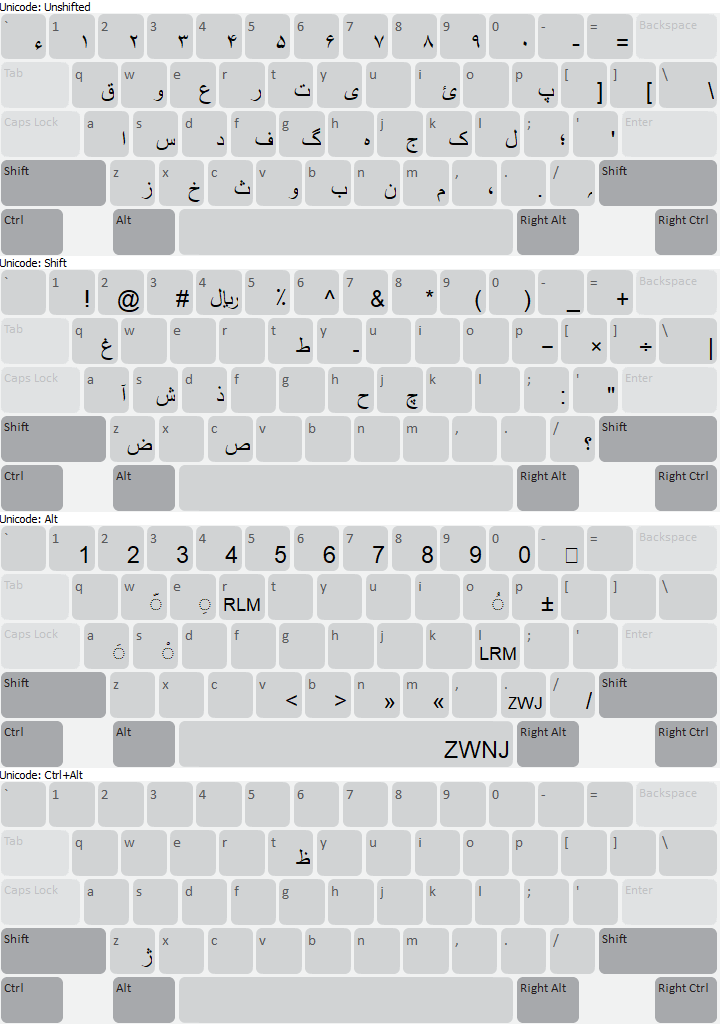 Unicode: Unshifted
` ء 1 ۱ 2 ۲ 3 ۳ 4 ۴ 5 ۵ 6 ۶ 7 ۷ 8 ۸ 9 ۹ 0 ۰ - - = = Backspace
Tab q ق w و e ع r ر t ت y ی u i ئ o p پ [ ] ] [ \ \
Caps Lock a ا s س d د f ف g گ h ه j ج k ک l ل ; ؛ ' ' Enter
Shift z ز x خ c ث v و b ب n ن m م , ، . . / ؍ Shift
Ctrl Alt Right Alt Right Ctrl
Unicode: Shift
` 1 ! 2 @ 3 # 4 ﷼ 5 ٪ 6 ^ 7 & 8 * 9 ( 0 ) - _ = + Backspace
Tab q غ w e r t ط y ـ u i o p − [ × ] ÷ \ |
Caps Lock a آ s ش d ذ f g h ح j چ k l ; : ' " Enter
Shift z ض x c ص v b n m , . / ؟ Shift
Ctrl Alt Right Alt Right Ctrl
Unicode: Alt
` 1 1 2 2 3 3 4 4 5 5 6 6 7 7 8 8 9 9 0 0 - = Backspace
Tab q w e ◌ِ r RLM t y u i o ◌ُ p ± [ ] \
Caps Lock a ◌َ s ◌ْ d f g h j k l LRM ; ' Enter
Shift z x c v < b > n » m « , . ZWJ / / Shift
Ctrl Alt ZWNJ Right Alt Right Ctrl
Unicode: Ctrl+Alt
` 1 2 3 4 5 6 7 8 9 0 - = Backspace
Tab q w e r t ظ y u i o p [ ] \
Caps Lock a s d f g h j k l ; ' Enter
Shift z ژ x c v b n m , . / Shift
Ctrl Alt Right Alt Right Ctrl